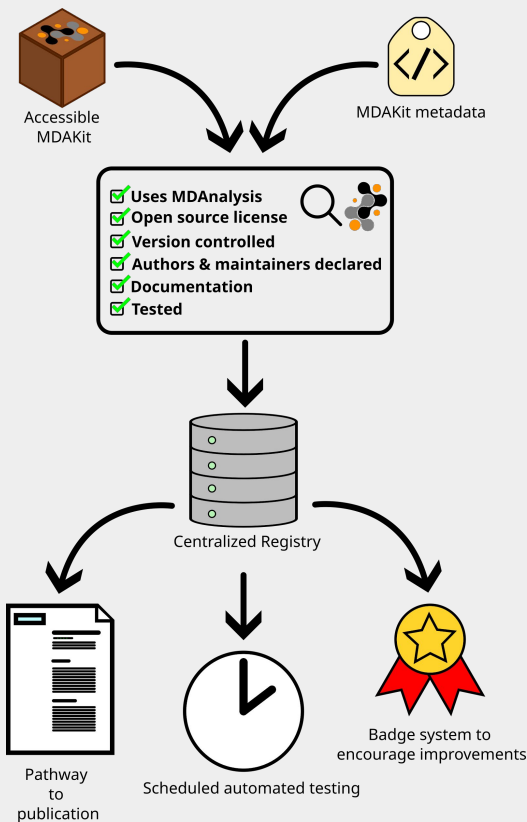 Accessible
MDAKit
MDAKit metadata
</>
Uses MDAnalysis
Open source license
Version controlled
Authors & maintainers declared
Documentation
Tested
Centralized Registry
Pathway
to
publication
Scheduled automated testing
Badge system to
encourage improvements